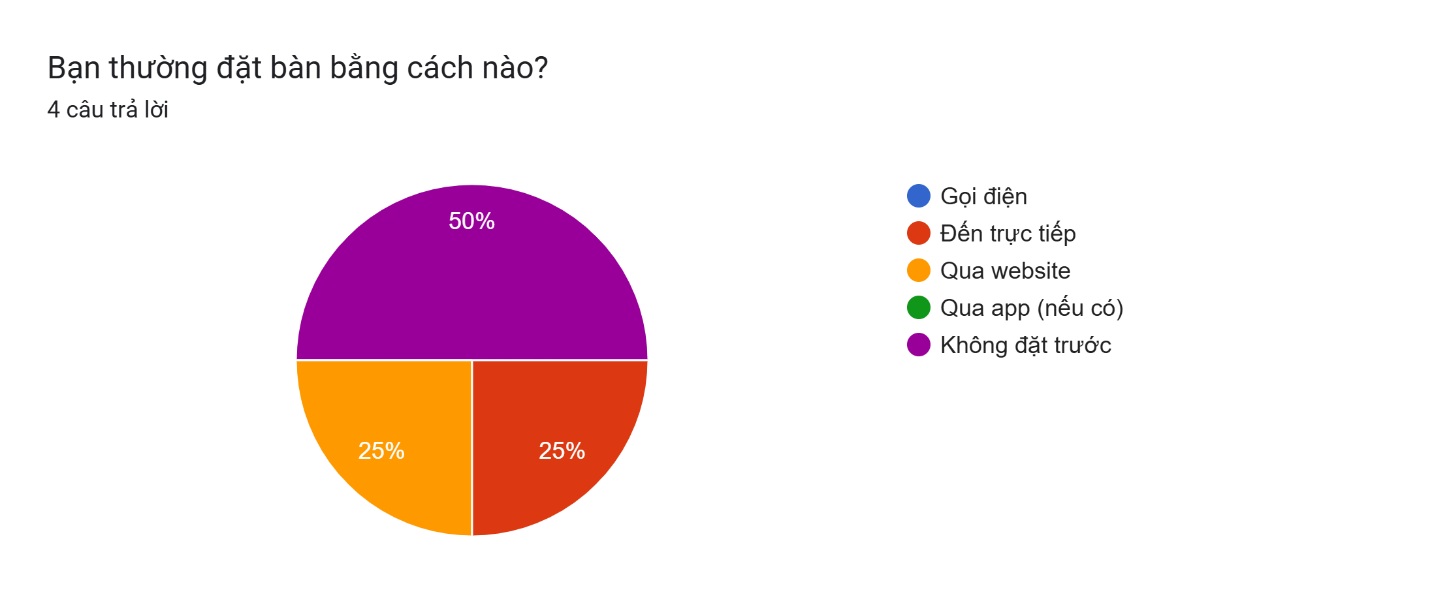 Bạn thường đặt bàn bằng cách nào?
4 câu trả lời
50%
25%
25%
Gọi điện
Đến trực tiếp
Qua website
Qua app (nếu có)
Không đặt trước